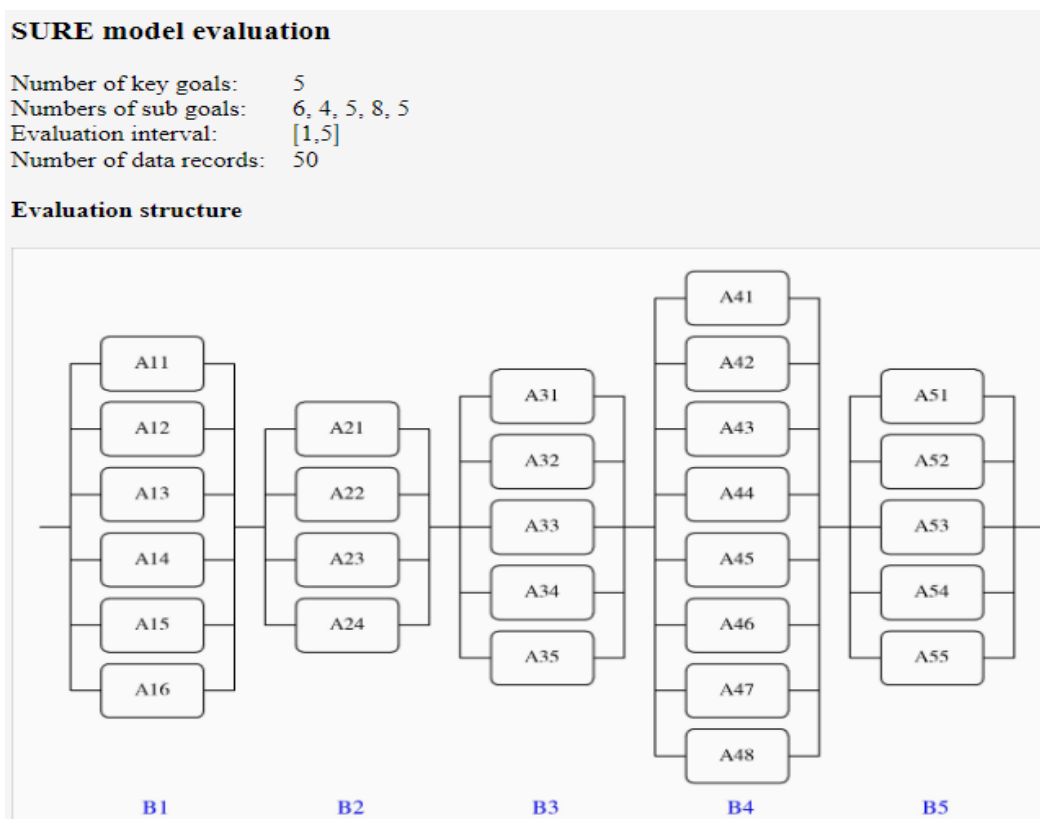 SURE model evaluation
Number of key goals: 5
Numbers of sub goals: 6, 4, 5, 8, 5
Evaluation interval: [1,5]
Number of data records: 50
Evaluation structure
A11
A12
A13
A14
A15
A16
B1
A21
A22
A23
A24
B2
A31
A32
A33
A34
A35
B3
A41
A42
A43
A44
A45
A46
A47
A48
B4
A51
A52
A53
A54
A55
B5